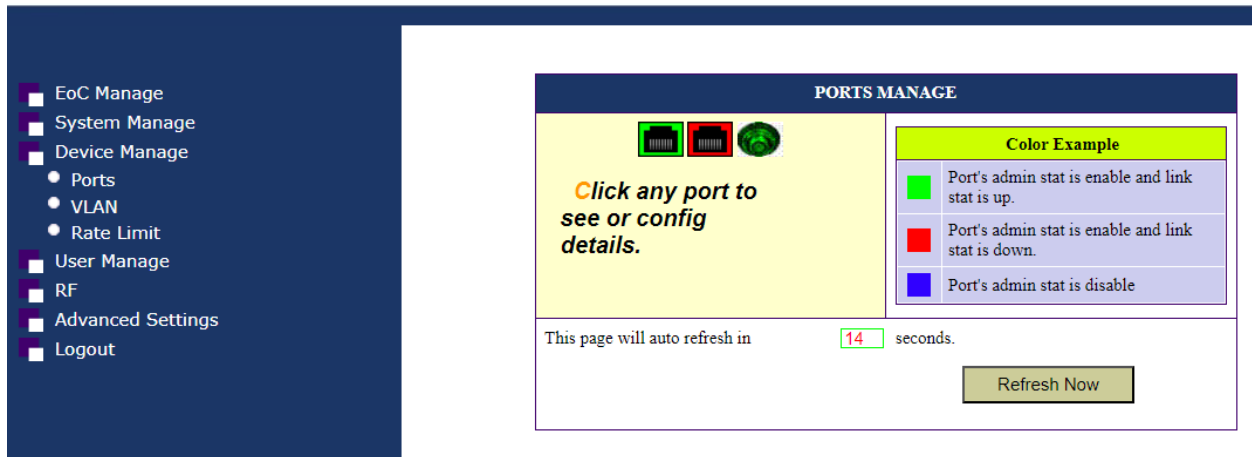 EoC Manage
System Manage
Device Manage
Ports
VLAN
Rate Limit
User Manage
RF
Advanced Settings
Logout
PORTS MANAGE
Click any port to
see or config
details.
Color Example
Port's admin stat is enable and link
stat is up.
Port's admin stat is enable and link
stat is down.
Port's admin stat is disable
This page will auto refresh in 14 seconds.
Refresh Now